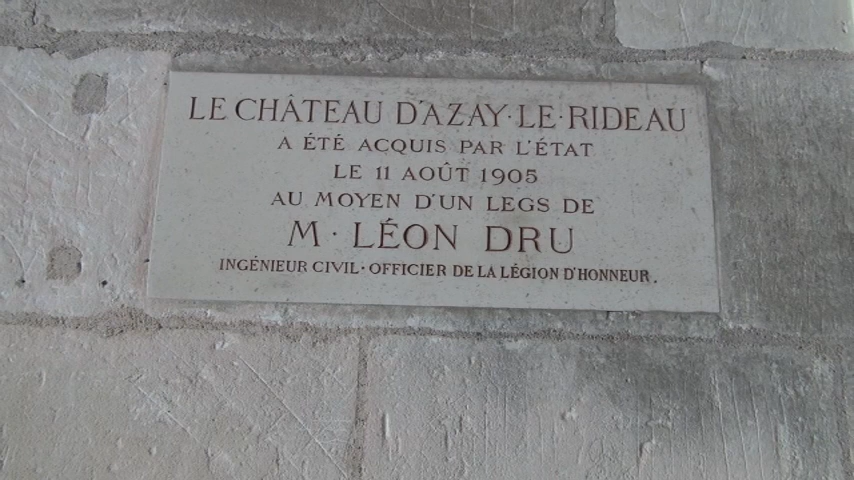 LE CHÂTEAU D'AZAY·LE·RIDEAU
A ÉTÉ ACQUIS PAR L'ÉTAT
LE 11 AOÛT 1905
AU MOYEN D'UN LEGS DE
M· LÉON DRU
INGÉNIEUR CIVIL· OFFICIER DE LA LÉGION D'HONNEUR.